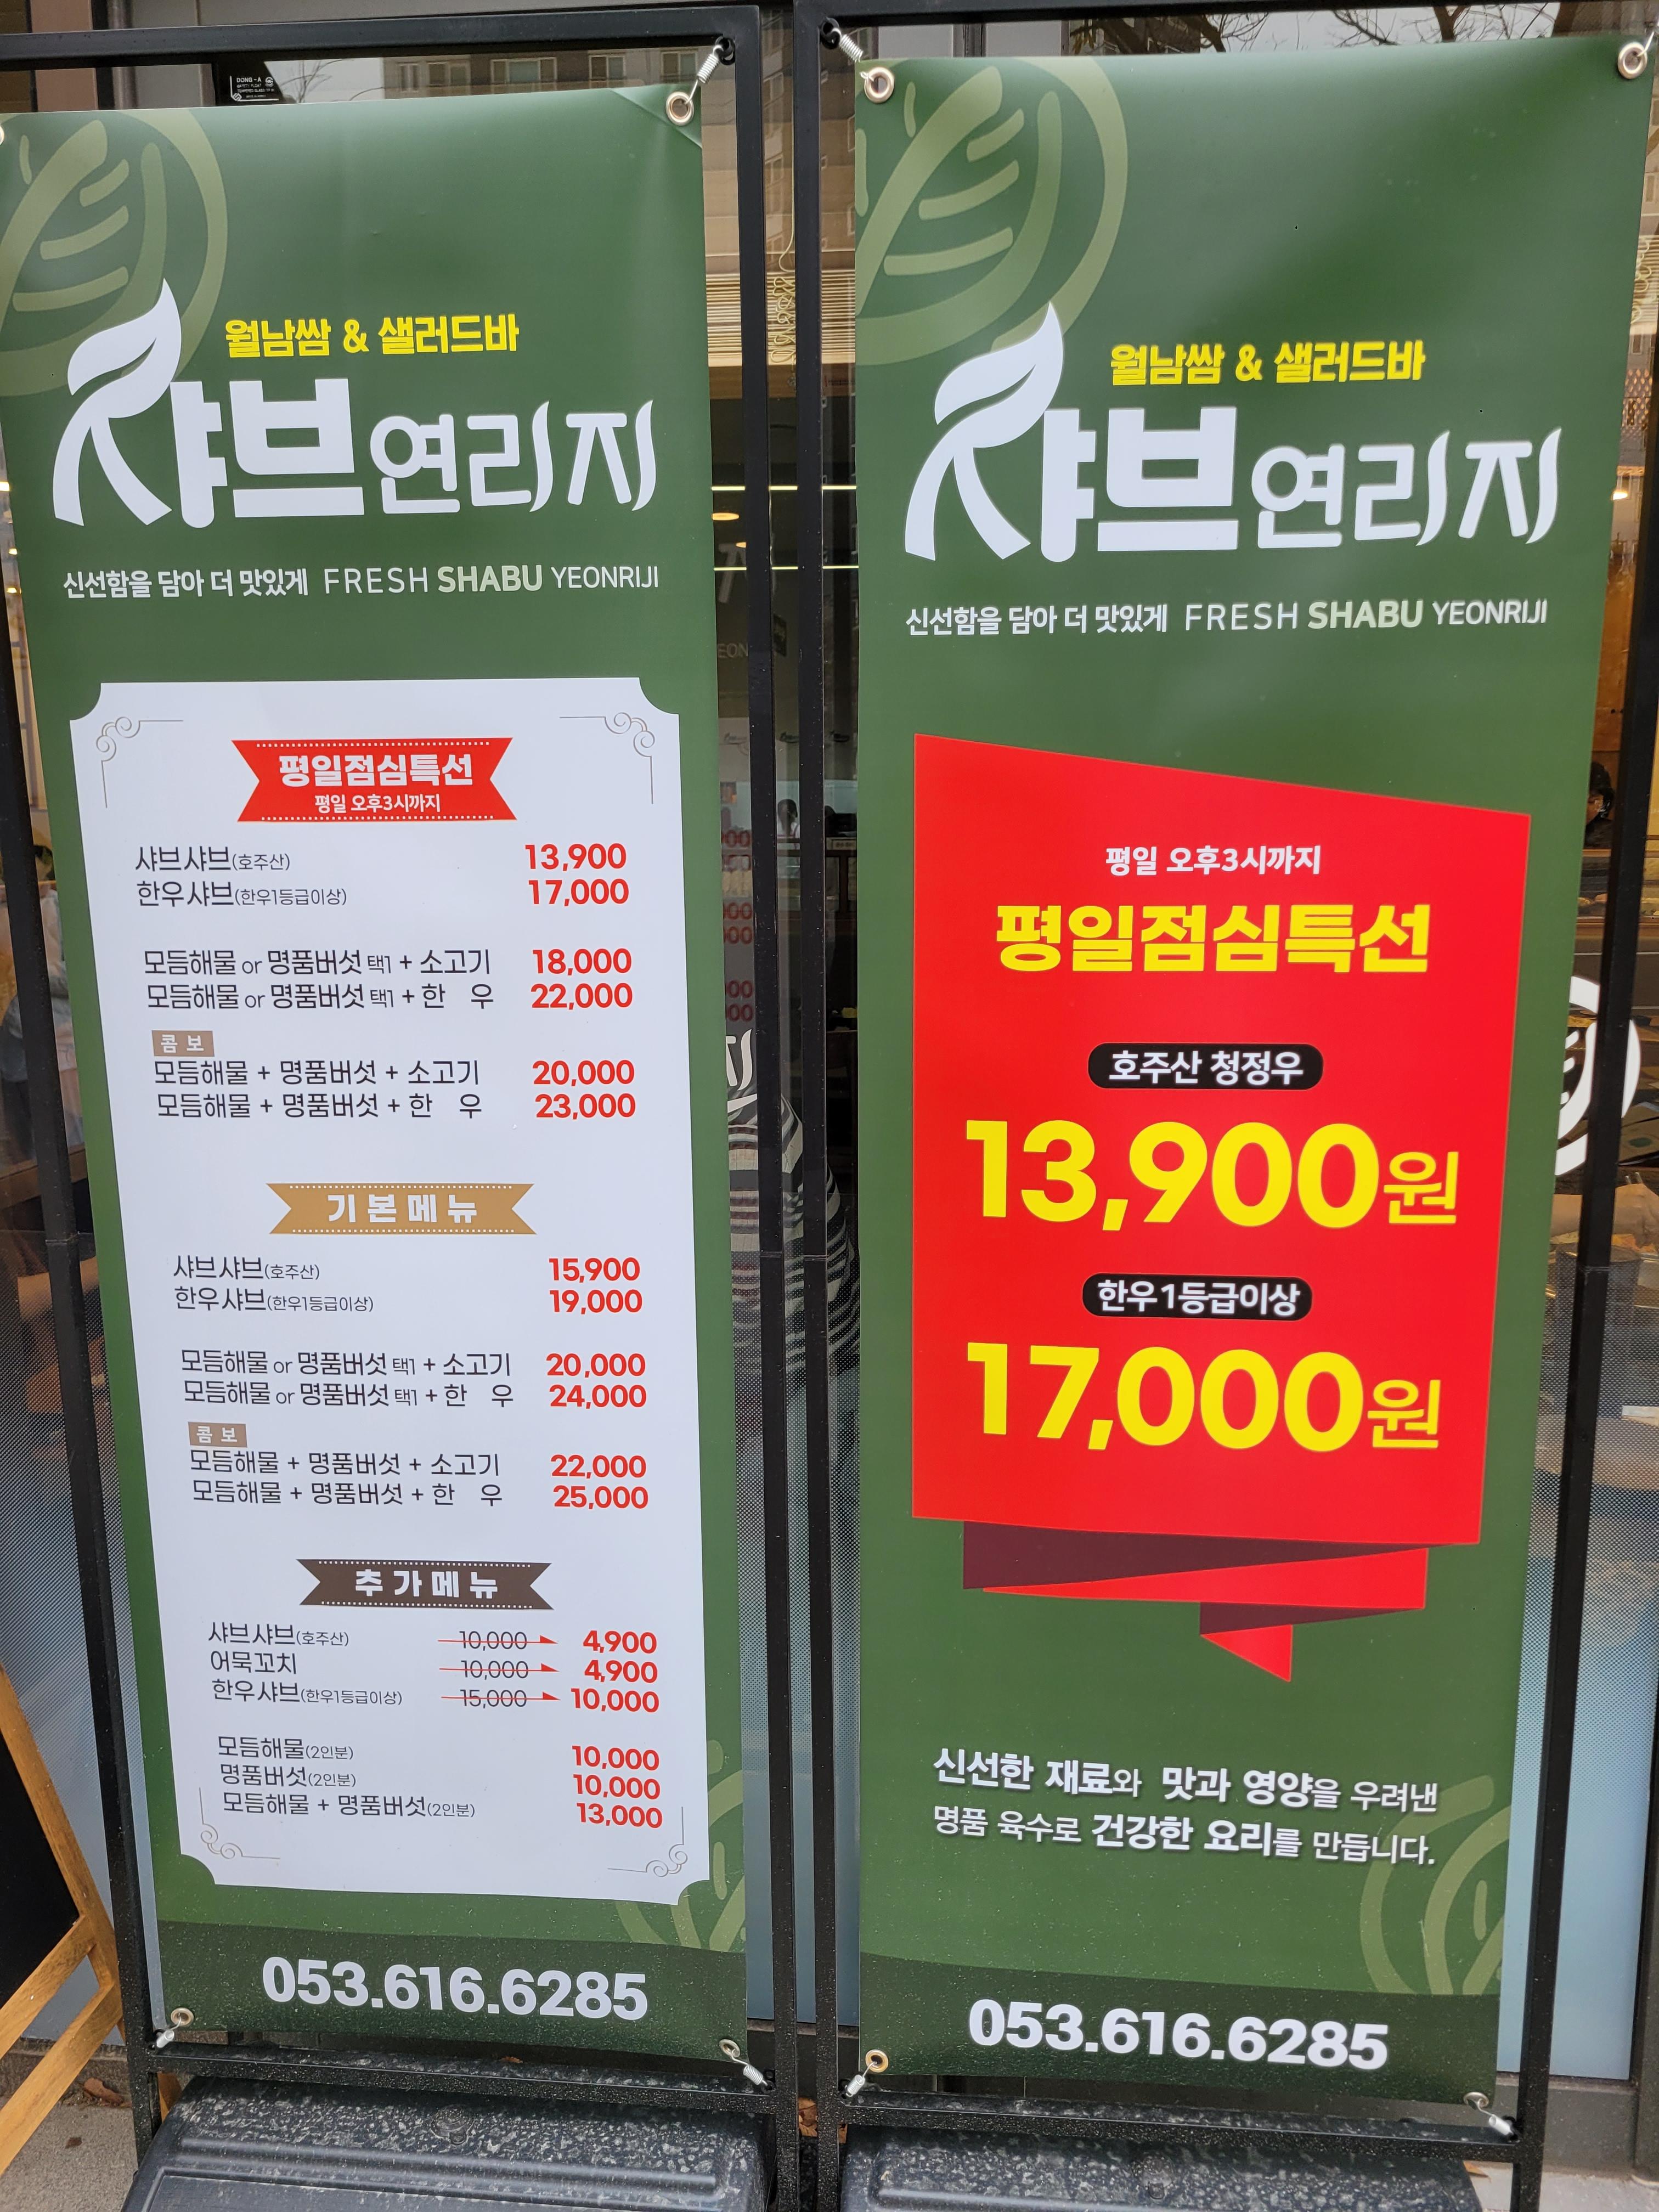 월남쌈 & 샐러드바
샤브연리지
신선함을 담아 더 맛있게 FRESH SHABU YEONRIJI
평일점심특선
평일 오후3시까지
샤브샤브(호주산) 13,900
한우샤브(한우1등급이상) 17,000
모듬해물 or 명품버섯 택1 + 소고기 18,000
모듬해물 or 명품버섯 택1 + 한 우 22,000
콤보
모듬해물 + 명품버섯 + 소고기 20,000
모듬해물 + 명품버섯 + 한 우 23,000
기본메뉴
샤브샤브(호주산) 15,900
한우샤브(한우1등급이상) 19,000
모듬해물 or 명품버섯 택1 + 소고기 20,000
모듬해물 or 명품버섯 택1 + 한 우 24,000
콤보
모듬해물 + 명품버섯 + 소고기 22,000
모듬해물 + 명품버섯 + 한 우 25,000
추가메뉴
샤브샤브(호주산) 10,000 4,900
어묵꼬치 10,000 4,900
한우샤브(한우1등급이상) 15,000 10,000
모듬해물(2인분) 10,000
명품버섯(2인분) 10,000
모듬해물 + 명품버섯(2인분) 13,000
053.616.6285
월남쌈 & 샐러드바
샤브연리지
신선함을 담아 더 맛있게 FRESH SHABU YEONRIJI
평일 오후3시까지
평일점심특선
호주산 청정우
13,900원
한우1등급이상
17,000원
신선한 재료와 맛과 영양을 우려낸
명품 육수로 건강한 요리를 만듭니다.
053.616.6285
DONG-A